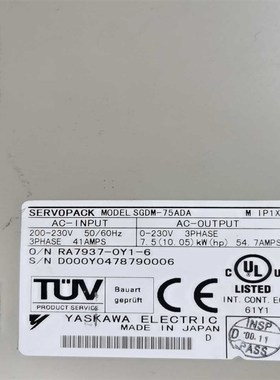 SERVOPACK MODEL SGDM-75ADA M IP1X
AC-INPUT AC-OUTPUT
200-230V 50/60Hz 0-230V 3PHASE
3PHASE 41AMPS 7.5(10.05)kW(hp) 54.7AMPS
O/N RA7937-0Y1-6
S/N D000Y0478790006
TÜV
PRODUCT SERVICE
Bauart
geprüft
C UL US
LISTED
INT. CONT. EQ
61Y1
YASKAWA ELECTRIC
MADE IN JAPAN
D
INSP
D '00.11
PASS